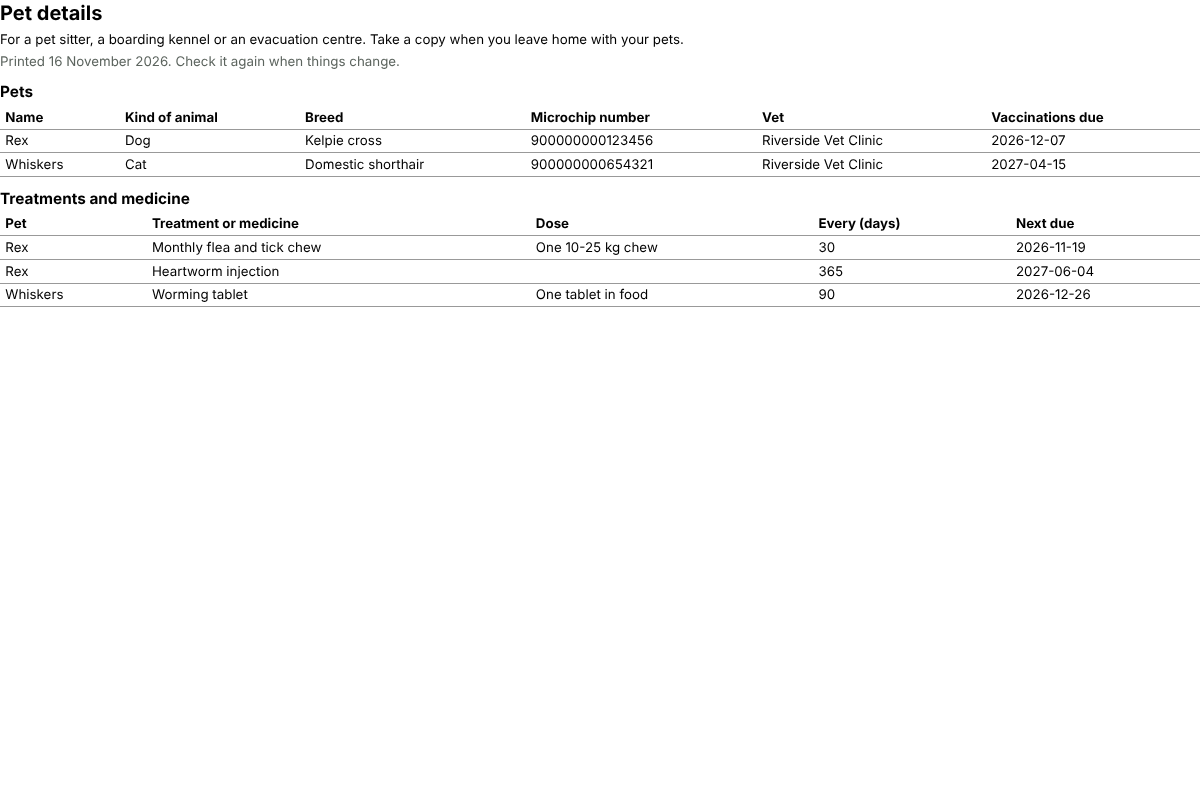 Pet details
For a pet sitter, a boarding kennel or an evacuation centre. Take a copy when you leave home with your pets.
Printed 16 November 2026. Check it again when things change.
Pets
Name Kind of animal Breed Microchip number Vet Vaccinations due
Rex Dog Kelpie cross 900000000123456 Riverside Vet Clinic 2026-12-07
Whiskers Cat Domestic shorthair 900000000654321 Riverside Vet Clinic 2027-04-15
Treatments and medicine
Pet Treatment or medicine Dose Every (days) Next due
Rex Monthly flea and tick chew One 10-25 kg chew 30 2026-11-19
Rex Heartworm injection 365 2027-06-04
Whiskers Worming tablet One tablet in food 90 2026-12-26